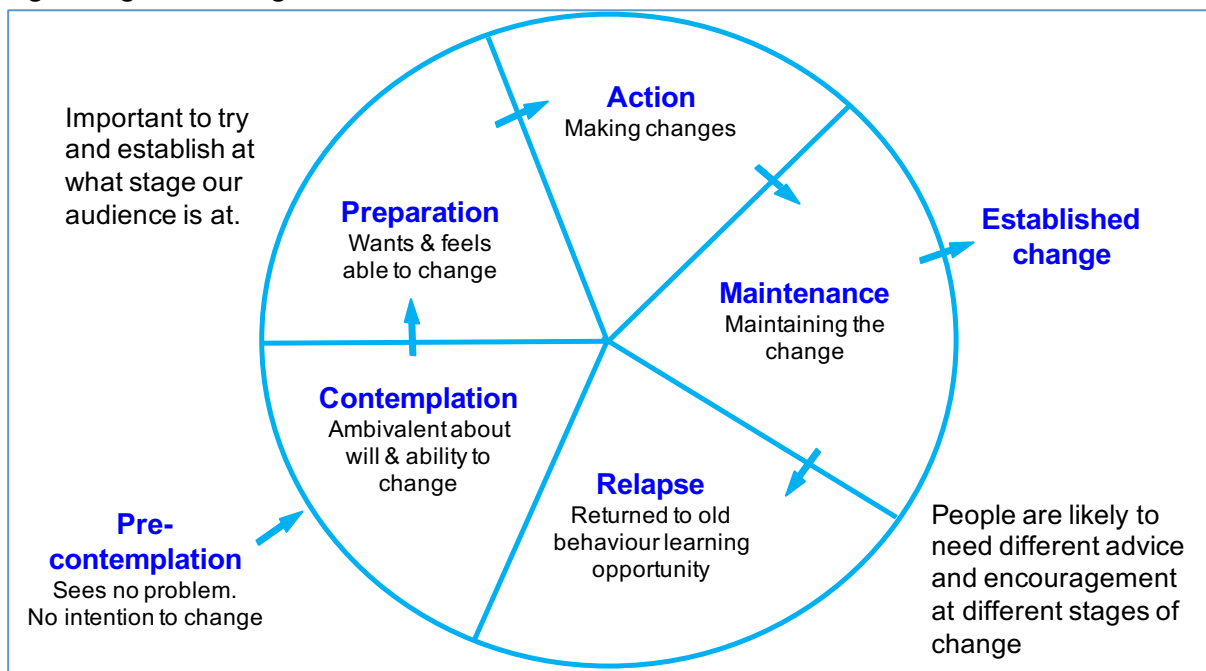 Important to try
and establish at
what stage our
audience is at.
Action
Making changes
Preparation
Wants & feels
able to change
Established
change
Maintenance
Maintaining the
change
Contemplation
Ambivalent about
will & ability to
change
Relapse
Returned to old
behaviour learning
opportunity
Pre-
contemplation
Sees no problem.
No intention to change
People are likely to
need different advice
and encouragement
at different stages of
change